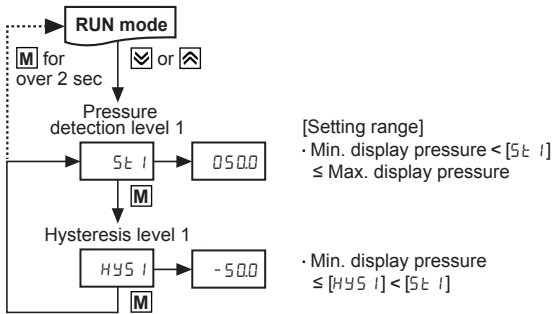 RUN mode
M for
over 2 sec
or
Pressure
detection level 1
St 1
050.0
[Setting range]
· Min. display pressure < [St 1]
≤ Max. display pressure
M
Hysteresis level 1
HYS 1
-50.0
· Min. display pressure
≤ [HYS 1] < [St 1]
M